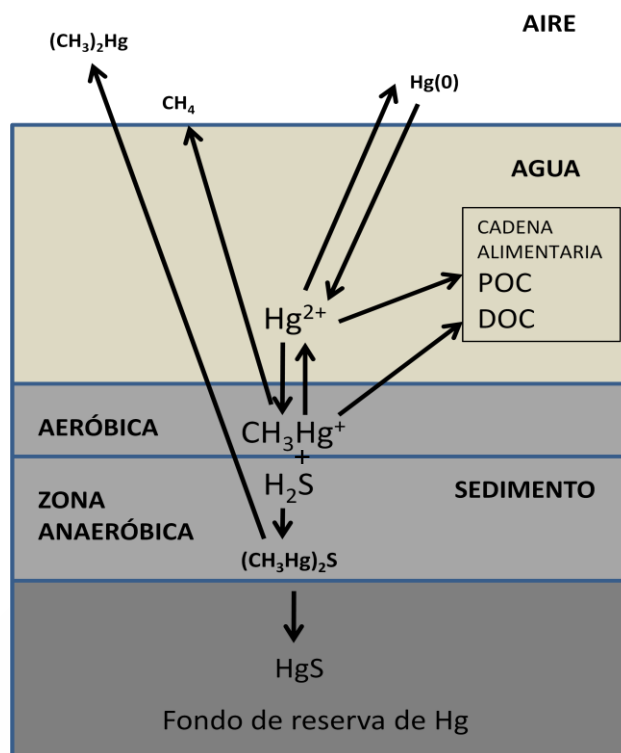 AIRE
(CH₃)₂Hg
CH₄
Hg(0)
AGUA
CADENA
ALIMENTARIA
POC
DOC
Hg²⁺
AERÓBICA
CH₃Hg⁺
+
H₂S
ZONA
ANAERÓBICA
SEDIMENTO
(CH₃Hg)₂S
HgS
Fondo de reserva de Hg